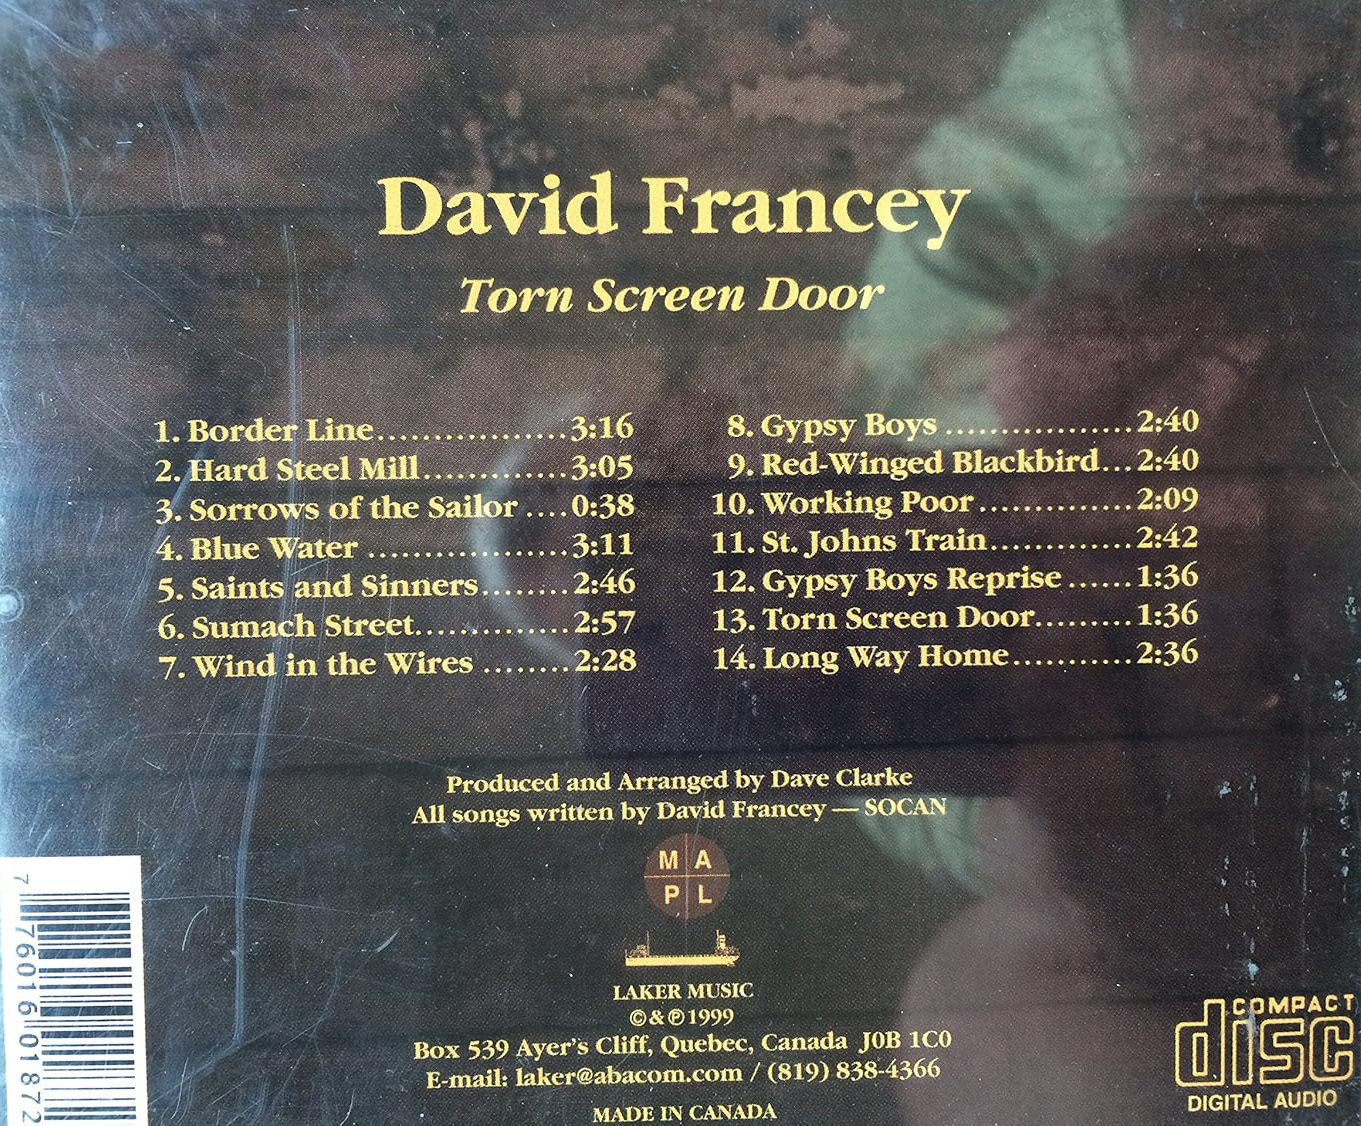 David Francey
Torn Screen Door
1. Border Line.................3:16
2. Hard Steel Mill.............3:05
3. Sorrows of the Sailor ....0:38
4. Blue Water ..................3:11
5. Saints and Sinners........2:46
6. Sumach Street..............2:57
7. Wind in the Wires ........2:28
8. Gypsy Boys .................2:40
9. Red-Winged Blackbird...2:40
10. Working Poor..............2:09
11. St. Johns Train.............2:42
12. Gypsy Boys Reprise......1:36
13. Torn Screen Door.........1:36
14. Long Way Home...........2:36
Produced and Arranged by Dave Clarke
All songs written by David Francey — SOCAN
M A
P L
LAKER MUSIC
©&℗1999
Box 539 Ayer's Cliff, Quebec, Canada J0B 1C0
E-mail: laker@abacom.com / (819) 838-4366
MADE IN CANADA
7 76016 01872
COMPACT
disc
DIGITAL AUDIO